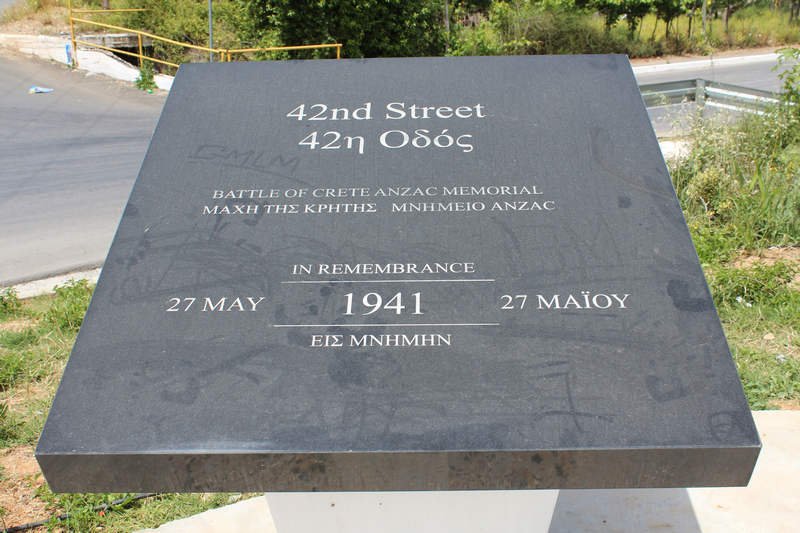 42nd Street
42η Οδός
GMLM
BATTLE OF CRETE ANZAC MEMORIAL
ΜΑΧΗ ΤΗΣ ΚΡΗΤΗΣ ΜΝΗΜΕΙΟ ANZAC
IN REMEMBRANCE
27 MAY 1941 27 ΜΑΪΟΥ
ΕΙΣ ΜΝΗΜΗΝ